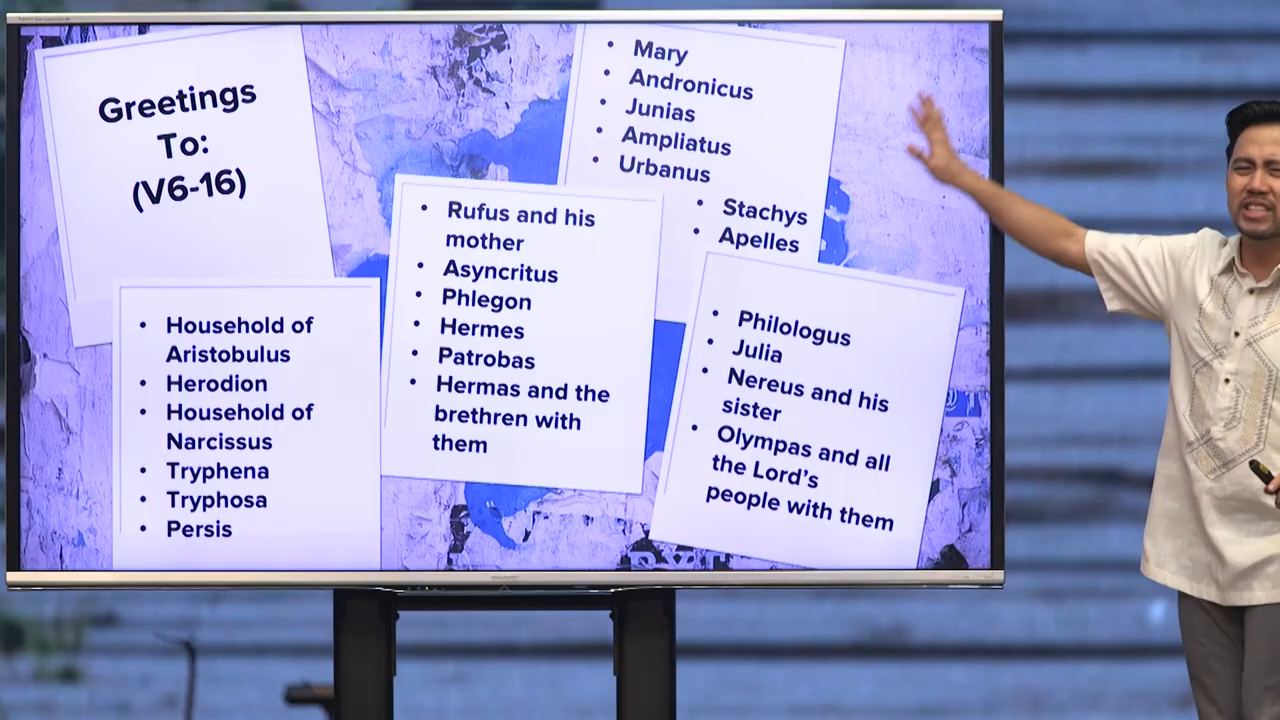 Greetings
To:
(V6-16)
• Mary
• Andronicus
• Junias
• Ampliatus
• Urbanus
• Stachys
• Apelles
• Household of
Aristobulus
• Herodion
• Household of
Narcissus
• Tryphena
• Tryphosa
• Persis
• Rufus and his
mother
• Asyncritus
• Phlegon
• Hermes
• Patrobas
• Hermas and the
brethren with
them
• Philologus
• Julia
• Nereus and his
sister
• Olympas and all
the Lord's
people with them
SHARP